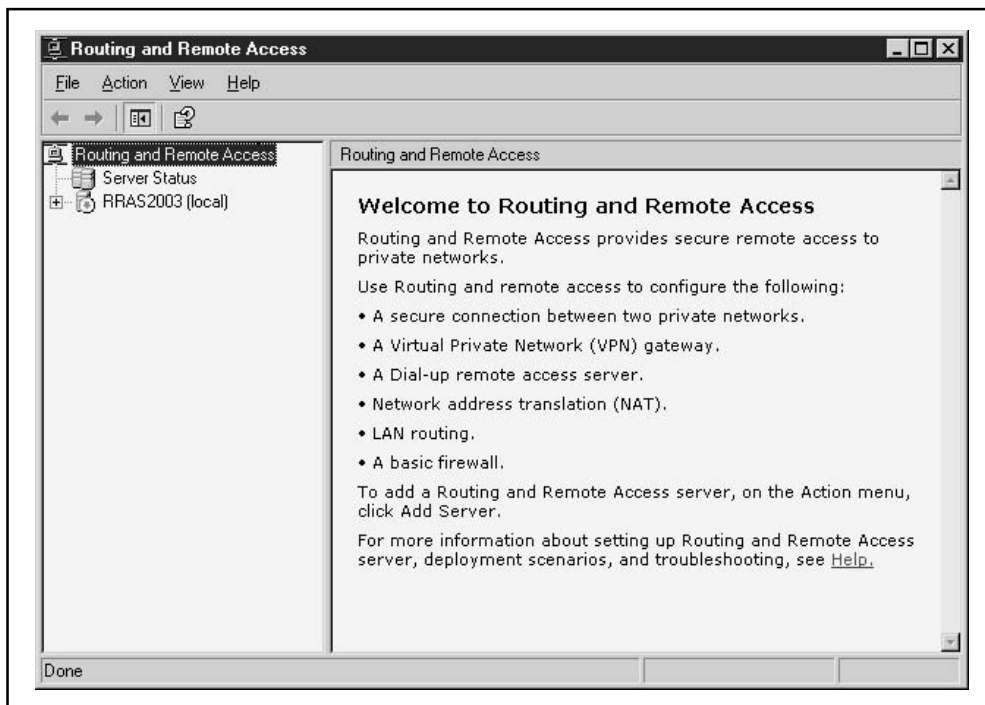 Routing and Remote Access
File Action View Help
Routing and Remote Access
Server Status
RRAS2003 (local)
Routing and Remote Access
Welcome to Routing and Remote Access
Routing and Remote Access provides secure remote access to
private networks.
Use Routing and remote access to configure the following:
• A secure connection between two private networks.
• A Virtual Private Network (VPN) gateway.
• A Dial-up remote access server.
• Network address translation (NAT).
• LAN routing.
• A basic firewall.
To add a Routing and Remote Access server, on the Action menu,
click Add Server.
For more information about setting up Routing and Remote Access
server, deployment scenarios, and troubleshooting, see Help.
Done